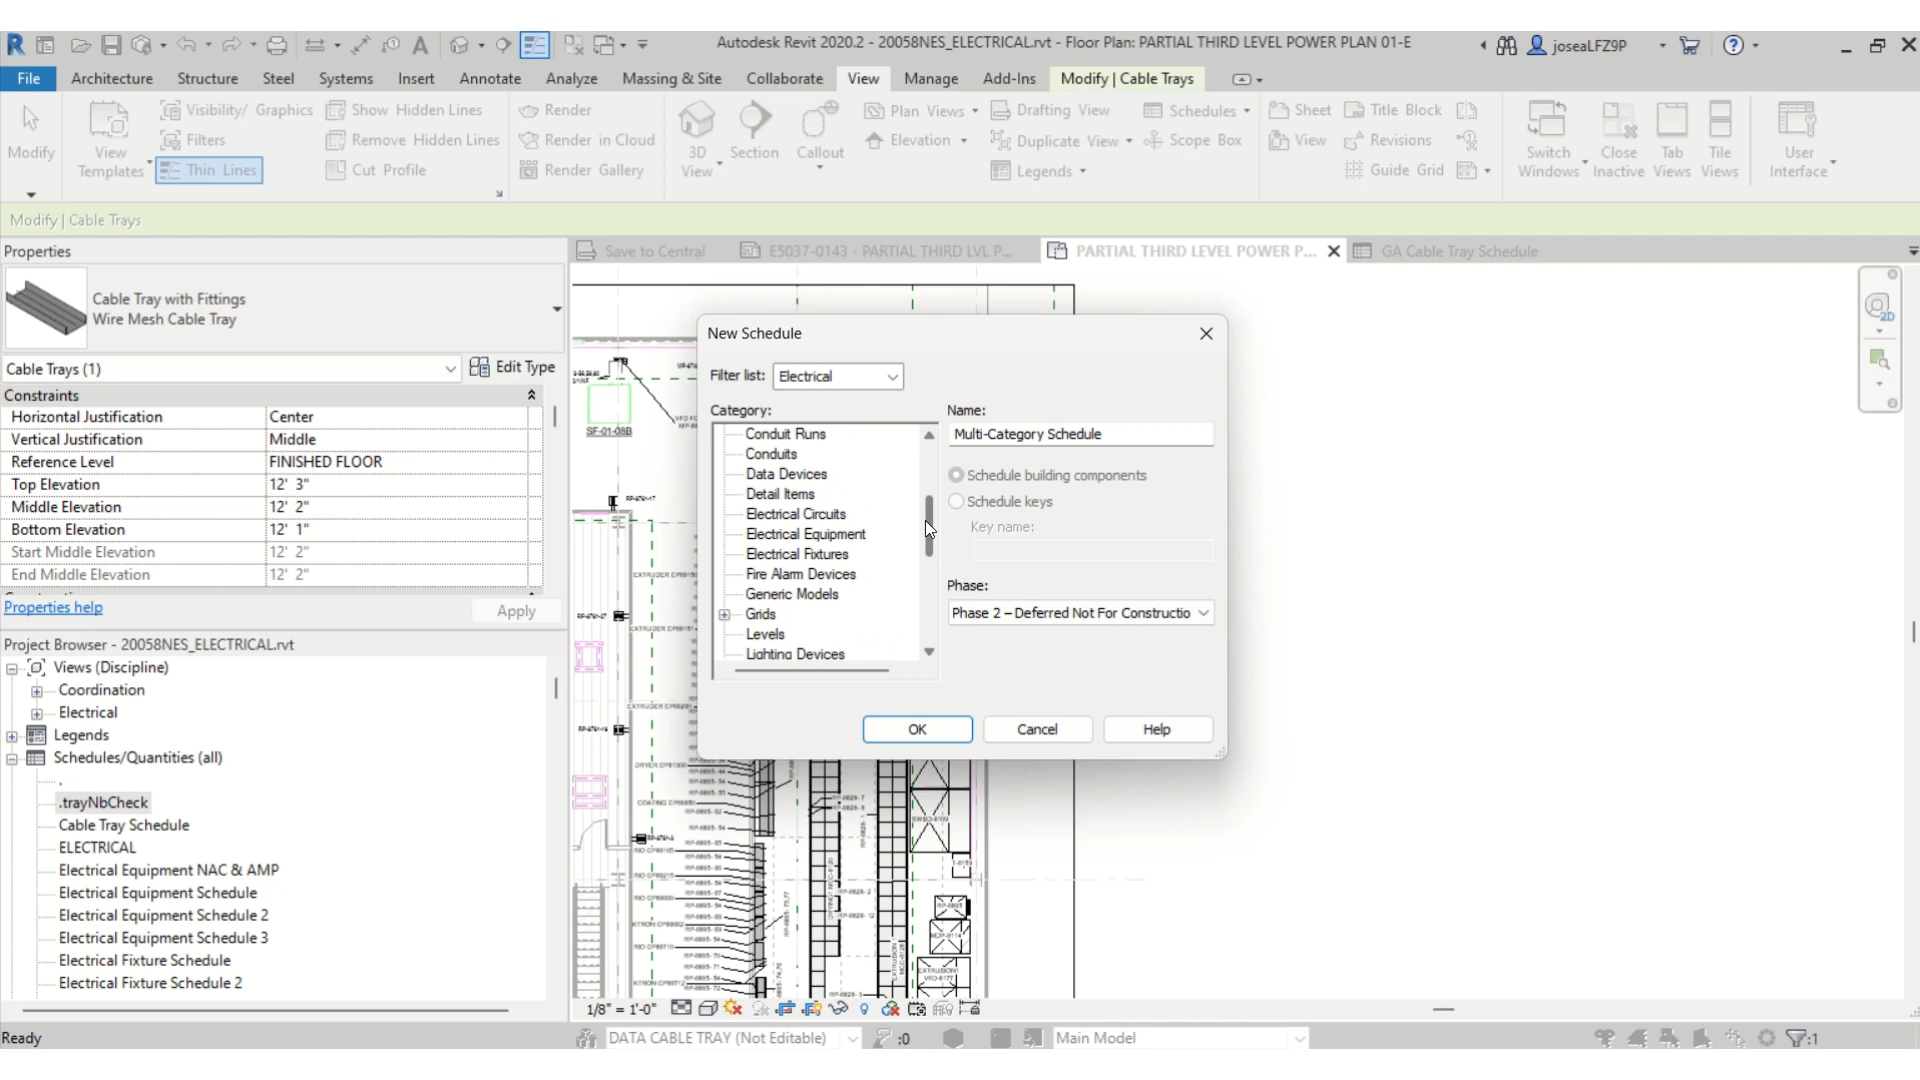 Autodesk Revit 2020.2 - 20058NES_ELECTRICAL.rvt - Floor Plan: PARTIAL THIRD LEVEL POWER PLAN 01-E
josealFZ9P
File Architecture Structure Steel Systems Insert Annotate Analyze Massing & Site Collaborate View Manage Add-Ins Modify | Cable Trays
Modify
View Templates
Visibility/ Graphics
Filters
Thin Lines
Show Hidden Lines
Remove Hidden Lines
Cut Profile
Render
Render in Cloud
Render Gallery
3D View
Section
Callout
Plan Views
Elevation
Drafting View
Duplicate View
Legends
Schedules
Scope Box
Sheet
View
Title Block
Revisions
Guide Grid
Switch Windows
Close Inactive
Tab Views
Tile Views
User Interface
Modify | Cable Trays
Properties
Cable Tray with Fittings
Wire Mesh Cable Tray
Cable Trays (1)
Edit Type
Constraints
Horizontal Justification Center
Vertical Justification Middle
Reference Level FINISHED FLOOR
Top Elevation 12' 3"
Middle Elevation 12' 2"
Bottom Elevation 12' 1"
Start Middle Elevation 12' 2"
End Middle Elevation 12' 2"
Properties help
Apply
Project Browser - 20058NES_ELECTRICAL.rvt
Views (Discipline)
Coordination
Electrical
Legends
Schedules/Quantities (all)
.
.trayNbCheck
Cable Tray Schedule
ELECTRICAL
Electrical Equipment NAC & AMP
Electrical Equipment Schedule
Electrical Equipment Schedule 2
Electrical Equipment Schedule 3
Electrical Fixture Schedule
Electrical Fixture Schedule 2
Save to Central
E5037-0143 - PARTIAL THIRD LVL P...
PARTIAL THIRD LEVEL POWER P...
GA Cable Tray Schedule
2D
SF-01-08B
New Schedule
Filter list: Electrical
Category:
Conduit Runs
Conduits
Data Devices
Detail Items
Electrical Circuits
Electrical Equipment
Electrical Fixtures
Fire Alarm Devices
Generic Models
Grids
Levels
Lighting Devices
Name:
Multi-Category Schedule
Schedule building components
Schedule keys
Key name:
Phase:
Phase 2 – Deferred Not For Constructio
OK
Cancel
Help
1/8" = 1'-0"
Ready
DATA CABLE TRAY (Not Editable)
:0
Main Model
:1